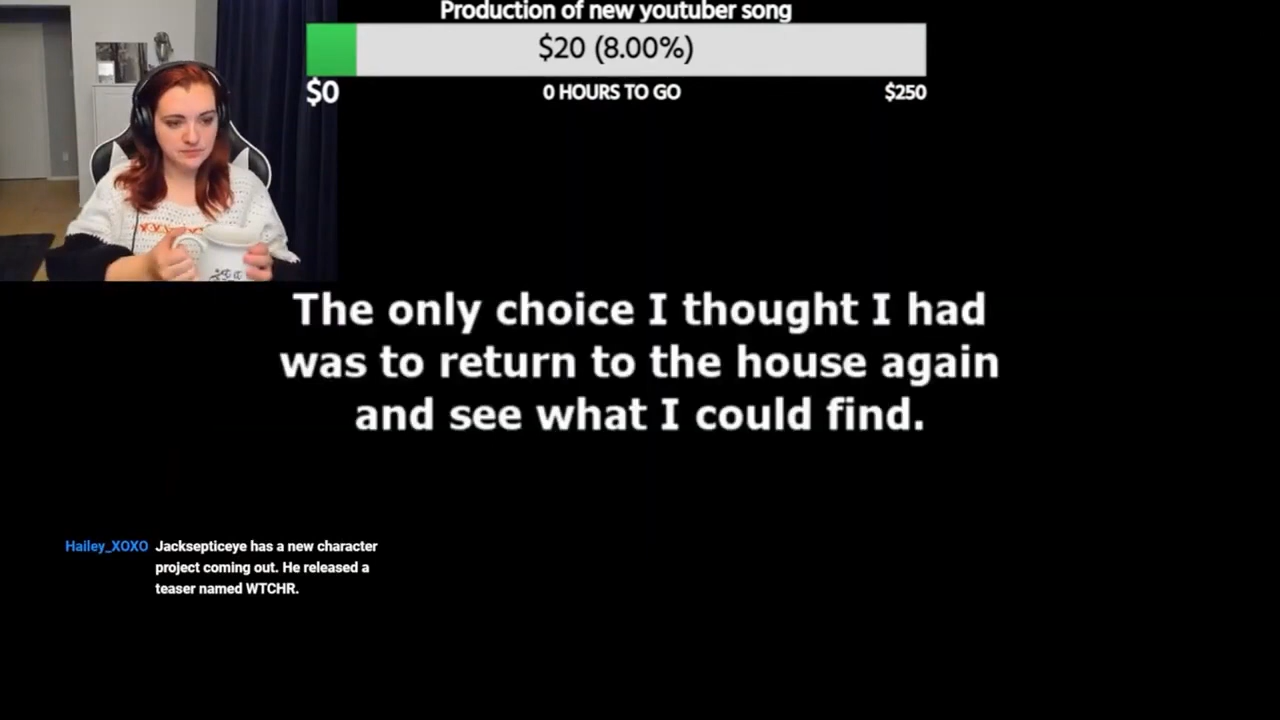 Production of new youtuber song
$20 (8.00%)
$0 0 HOURS TO GO $250
The only choice I thought I had
was to return to the house again
and see what I could find.
Hailey_XOXO Jacksepticeye has a new character
project coming out. He released a
teaser named WTCHR.